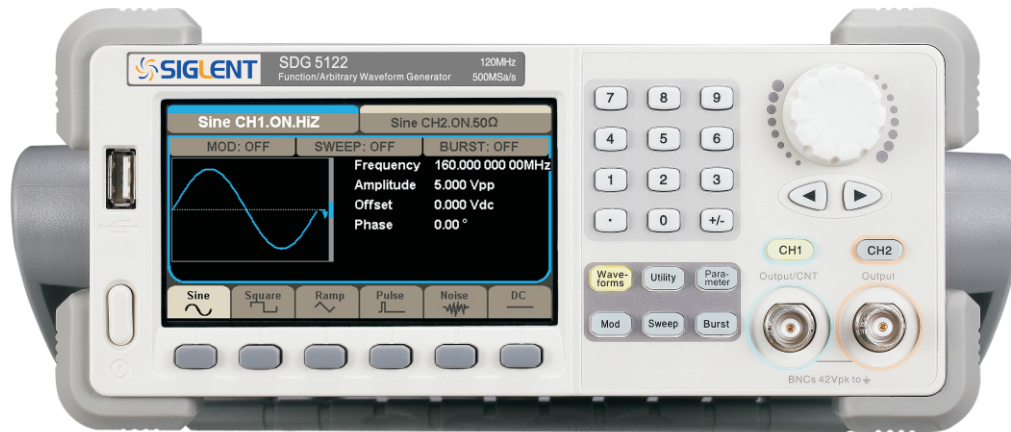 SIGLENT
SDG 5122
120MHz
Function/Arbitrary Waveform Generator
500MSa/s
Sine CH1.ON.HiZ
Sine CH2.ON.50Ω
MOD: OFF
SWEEP: OFF
BURST: OFF
Frequency 160.000 000 00MHz
Amplitude 5.000 Vpp
Offset 0.000 Vdc
Phase 0.00 °
Sine
Square
Ramp
Pulse
Noise
DC
7 8 9
4 5 6
1 2 3
· 0 +/-
Wave-
forms
Utility
Para-
meter
Mod
Sweep
Burst
CH1
CH2
Output/CNT
Output
BNCs 42Vpk to ⏚